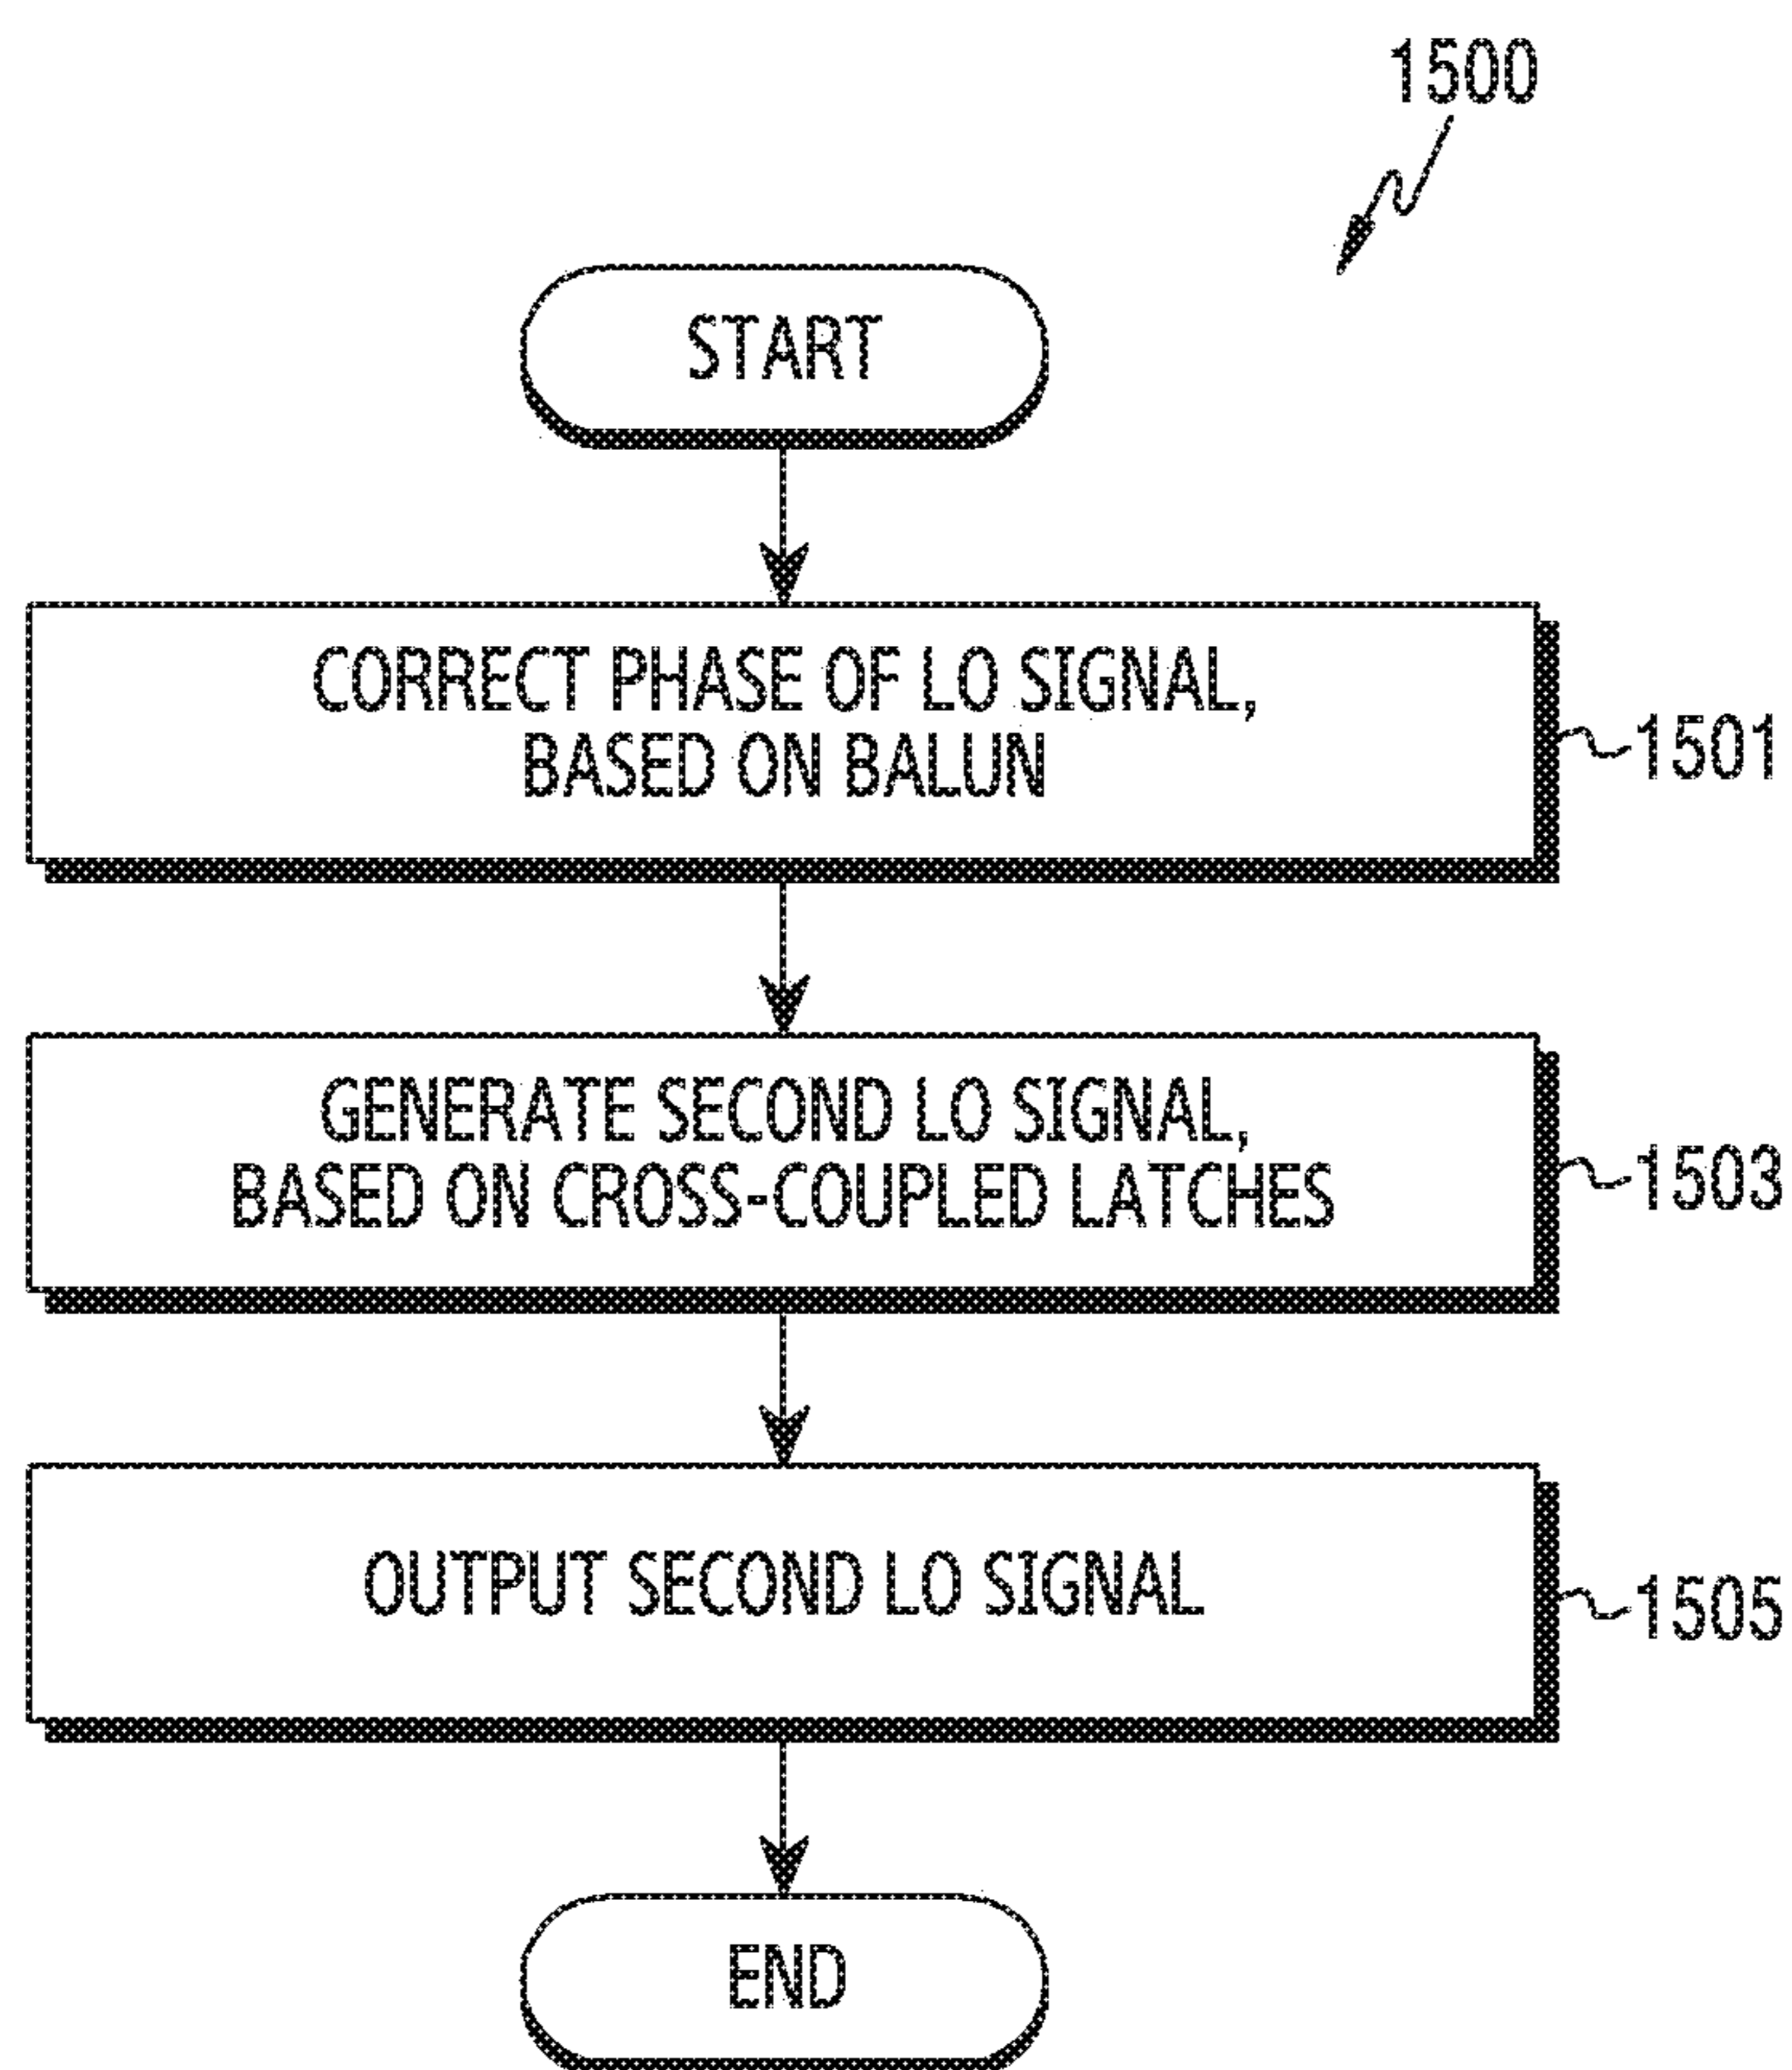 1500
START
CORRECT PHASE OF LO SIGNAL,
BASED ON BALUN
1501
GENERATE SECOND LO SIGNAL,
BASED ON CROSS-COUPLED LATCHES
1503
OUTPUT SECOND LO SIGNAL
1505
END